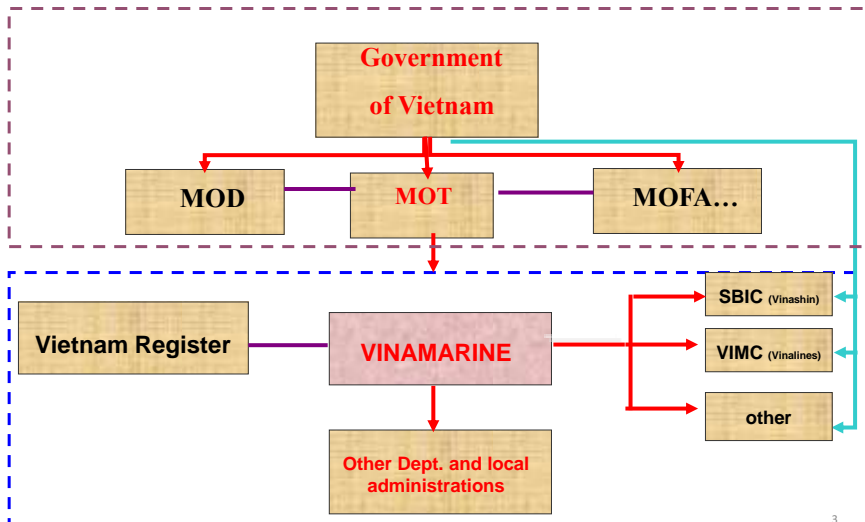 Government
of Vietnam
MOD
MOT
MOFA...
SBIC (Vinashin)
Vietnam Register
VINAMARINE
VIMC (Vinalines)
other
Other Dept. and local
administrations
3